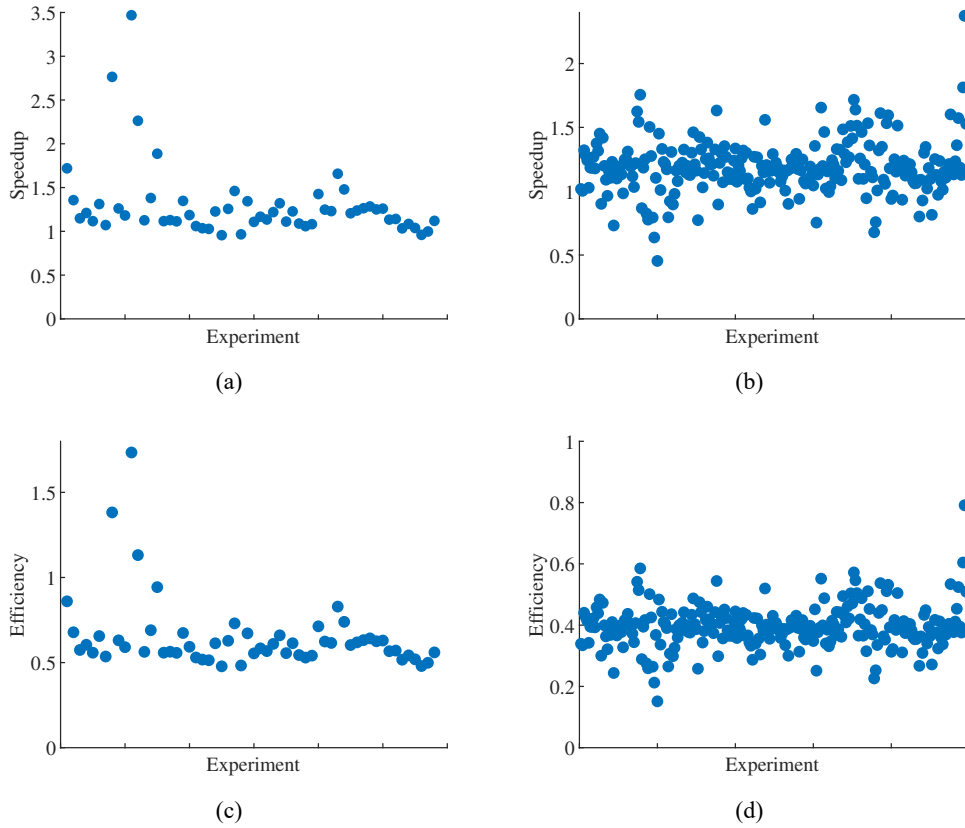 3.5
3
2.5
2
1.5
1
0.5
0
Speedup
Experiment
(a)
2
1.5
1
0.5
0
Speedup
Experiment
(b)
1.5
1
0.5
0
Efficiency
Experiment
(c)
1
0.8
0.6
0.4
0.2
0
Efficiency
Experiment
(d)